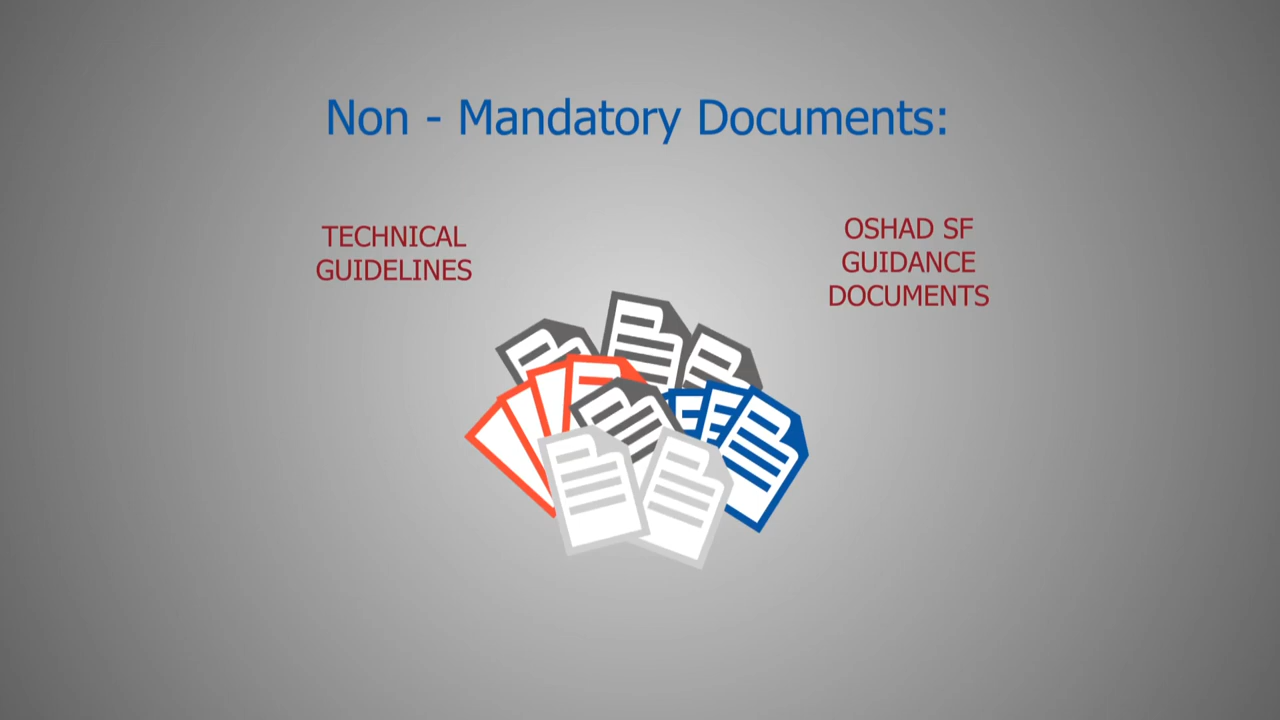 Non - Mandatory Documents:
TECHNICAL
GUIDELINES
OSHAD SF
GUIDANCE
DOCUMENTS